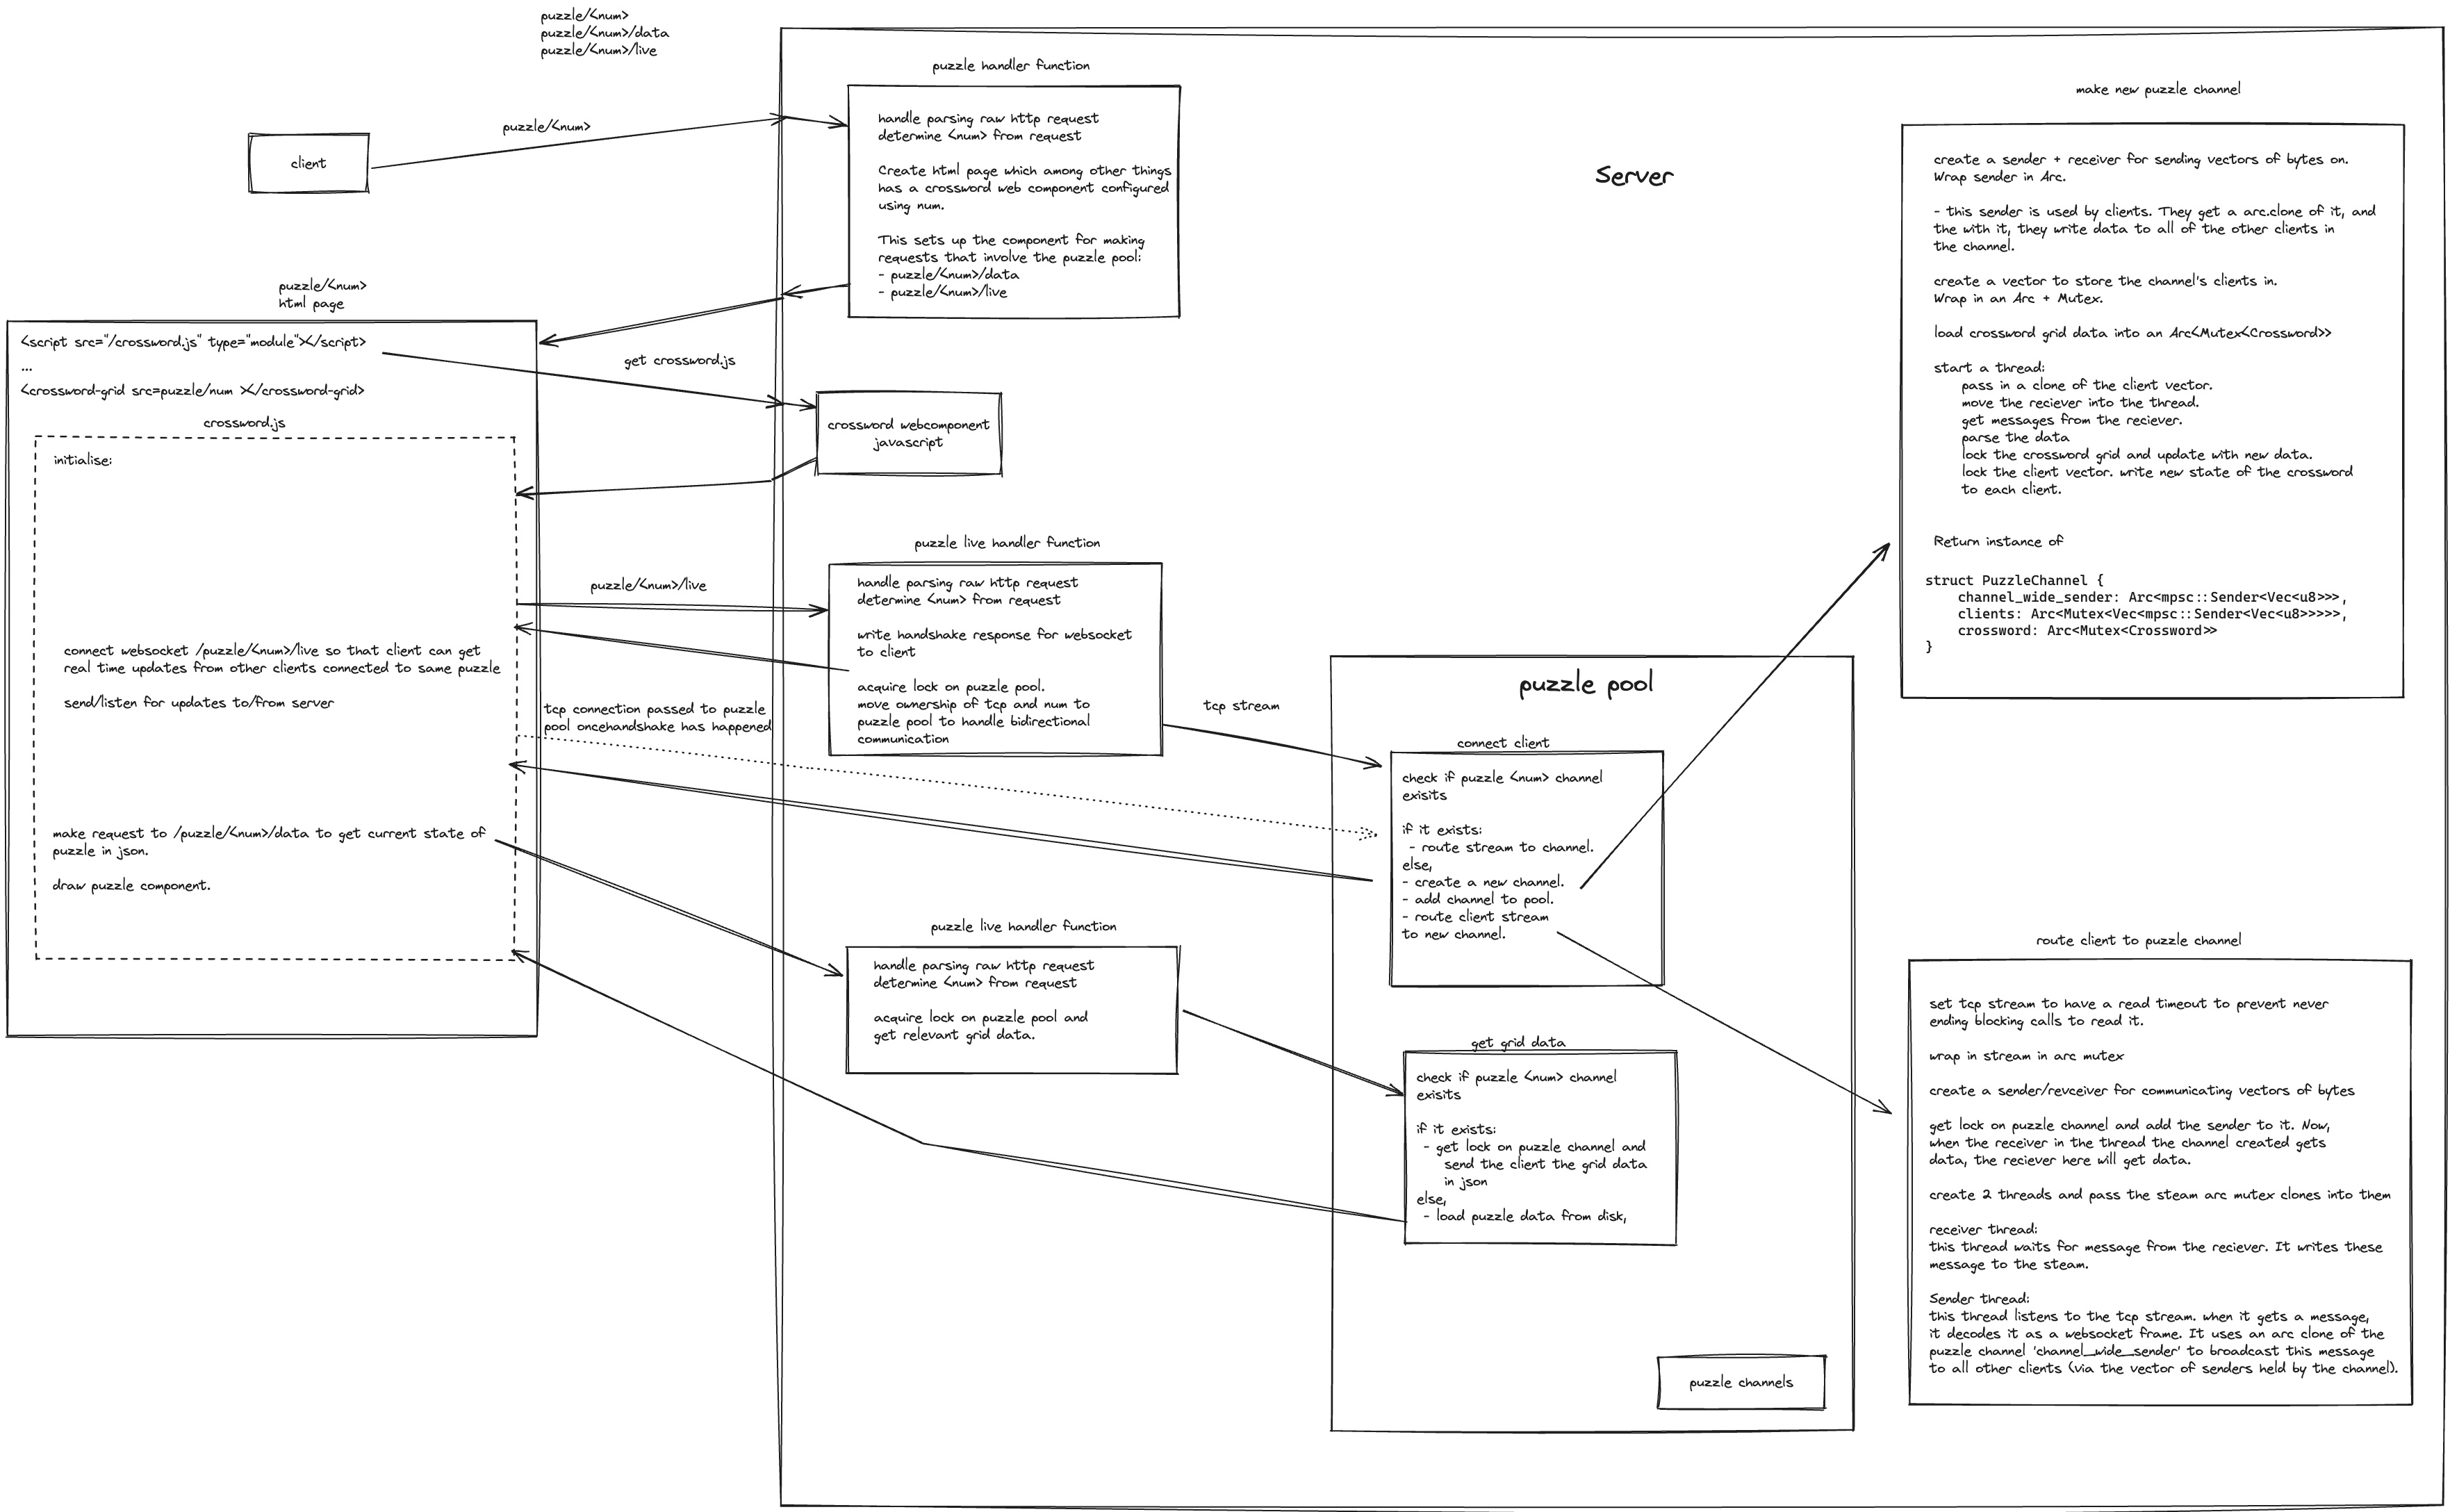 puzzle/<num>
puzzle/<num>/data
puzzle/<num>/live
puzzle handler function
handle parsing raw http request
determine <num> from request
Create html page which among other things
has a crossword web component configured
using num.
This sets up the component for making
requests that involve the puzzle pool:
- puzzle/<num>/data
- puzzle/<num>/live
puzzle/<num>
client
Server
puzzle/<num>
html page
<script src="/crossword.js" type="module"></script>
...
<crossword-grid src=puzzle/num ></crossword-grid>
get crossword.js
crossword webcomponent
javascript
crossword.js
initialise:
connect websocket /puzzle/<num>/live so that client can get
real time updates from other clients connected to same puzzle
send/listen for updates to/from server
make request to /puzzle/<num>/data to get current state of
puzzle in json.
draw puzzle component.
puzzle live handler function
puzzle/<num>/live
handle parsing raw http request
determine <num> from request
write handshake response for websocket
to client
acquire lock on puzzle pool.
move ownership of tcp and num to
puzzle pool to handle bidirectional
communication
tcp connection passed to puzzle
pool oncehandshake has happened
tcp stream
puzzle live handler function
handle parsing raw http request
determine <num> from request
acquire lock on puzzle pool and
get relevant grid data.
puzzle pool
connect client
check if puzzle <num> channel
exisits
if it exists:
- route stream to channel.
else,
- create a new channel.
- add channel to pool.
- route client stream
to new channel.
get grid data
check if puzzle <num> channel
exisits
if it exists:
- get lock on puzzle channel and
send the client the grid data
in json
else,
- load puzzle data from disk,
puzzle channels
make new puzzle channel
create a sender + receiver for sending vectors of bytes on.
Wrap sender in Arc.
- this sender is used by clients. They get a arc.clone of it, and
the with it, they write data to all of the other clients in
the channel.
create a vector to store the channel's clients in.
Wrap in an Arc + Mutex.
load crossword grid data into an Arc<Mutex<Crossword>>
start a thread:
pass in a clone of the client vector.
move the reciever into the thread.
get messages from the reciever.
parse the data
lock the crossword grid and update with new data.
lock the client vector. write new state of the crossword
to each client.
Return instance of
struct PuzzleChannel {
channel_wide_sender: Arc<mpsc::Sender<Vec<u8>>>,
clients: Arc<Mutex<Vec<mpsc::Sender<Vec<u8>>>>>,
crossword: Arc<Mutex<Crossword>>
}
route client to puzzle channel
set tcp stream to have a read timeout to prevent never
ending blocking calls to read it.
wrap in stream in arc mutex
create a sender/revceiver for communicating vectors of bytes
get lock on puzzle channel and add the sender to it. Now,
when the receiver in the thread the channel created gets
data, the reciever here will get data.
create 2 threads and pass the steam arc mutex clones into them
receiver thread:
this thread waits for message from the reciever. It writes these
message to the steam.
Sender thread:
this thread listens to the tcp stream. when it gets a message,
it decodes it as a websocket frame. It uses an arc clone of the
puzzle channel 'channel_wide_sender' to broadcast this message
to all other clients (via the vector of senders held by the channel).